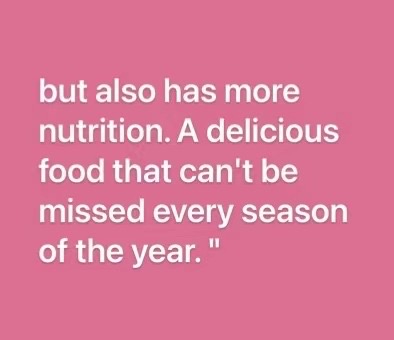 but also has more
nutrition. A delicious
food that can't be
missed every season
of the year. "